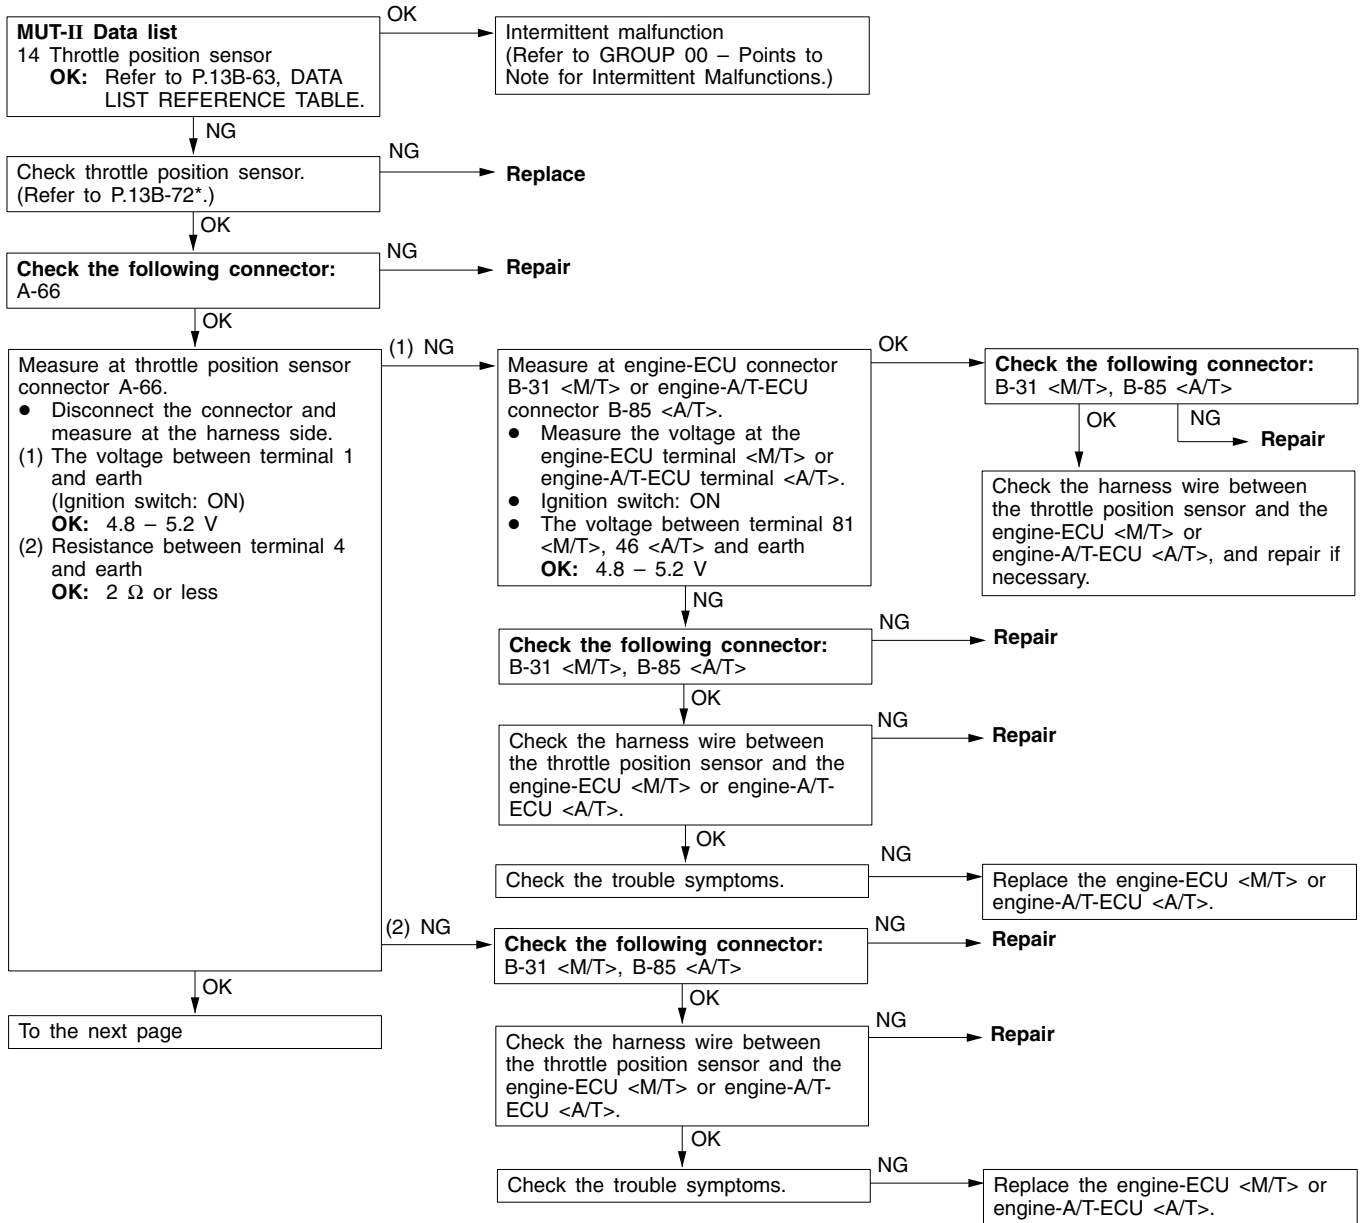 MUT-II Data list
14 Throttle position sensor
OK: Refer to P.13B-63, DATA
LIST REFERENCE TABLE.
OK
Intermittent malfunction
(Refer to GROUP 00 – Points to
Note for Intermittent Malfunctions.)
NG
Check throttle position sensor.
(Refer to P.13B-72*.)
NG
Replace
OK
Check the following connector:
A-66
NG
Repair
OK
Measure at throttle position sensor
connector A-66.
● Disconnect the connector and
measure at the harness side.
(1) The voltage between terminal 1
and earth
(Ignition switch: ON)
OK: 4.8 – 5.2 V
(2) Resistance between terminal 4
and earth
OK: 2 Ω or less
(1) NG
Measure at engine-ECU connector
B-31 <M/T> or engine-A/T-ECU
connector B-85 <A/T>.
● Measure the voltage at the
engine-ECU terminal <M/T> or
engine-A/T-ECU terminal <A/T>.
● Ignition switch: ON
● The voltage between terminal 81
<M/T>, 46 <A/T> and earth
OK: 4.8 – 5.2 V
OK
Check the following connector:
B-31 <M/T>, B-85 <A/T>
OK
NG
Repair
Check the harness wire between
the throttle position sensor and the
engine-ECU <M/T> or
engine-A/T-ECU <A/T>, and repair if
necessary.
NG
Check the following connector:
B-31 <M/T>, B-85 <A/T>
NG
Repair
OK
Check the harness wire between
the throttle position sensor and the
engine-ECU <M/T> or engine-A/T-
ECU <A/T>.
NG
Repair
OK
Check the trouble symptoms.
NG
Replace the engine-ECU <M/T> or
engine-A/T-ECU <A/T>.
(2) NG
Check the following connector:
B-31 <M/T>, B-85 <A/T>
NG
Repair
OK
To the next page
OK
Check the harness wire between
the throttle position sensor and the
engine-ECU <M/T> or engine-A/T-
ECU <A/T>.
NG
Repair
OK
Check the trouble symptoms.
NG
Replace the engine-ECU <M/T> or
engine-A/T-ECU <A/T>.